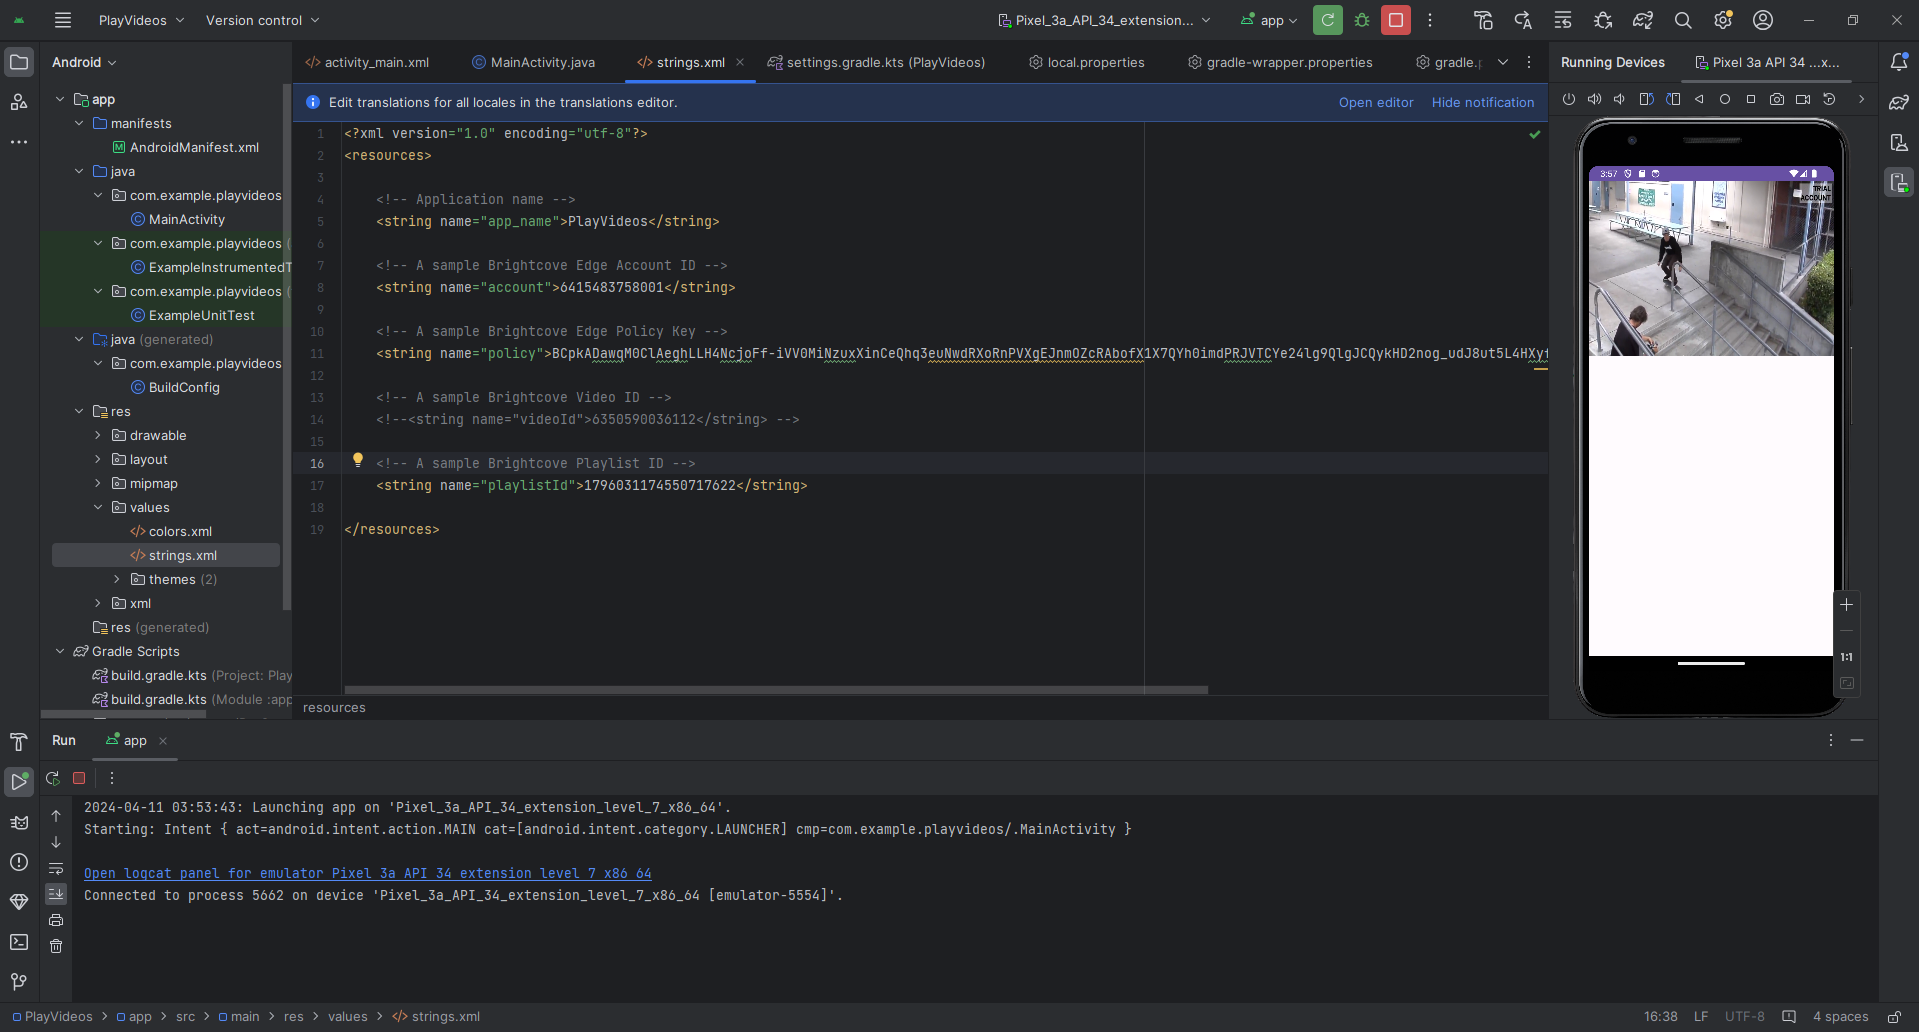 PlayVideos Version control Pixel_3a_API_34_extension... app
Android
app
manifests
AndroidManifest.xml
java
com.example.playvideos
MainActivity
com.example.playvideos (
ExampleInstrumentedT
com.example.playvideos (
ExampleUnitTest
java (generated)
com.example.playvideos
BuildConfig
res
drawable
layout
mipmap
values
colors.xml
strings.xml
themes (2)
xml
res (generated)
Gradle Scripts
build.gradle.kts (Project: Play
build.gradle.kts (Module :app
activity_main.xml MainActivity.java strings.xml settings.gradle.kts (PlayVideos) local.properties gradle-wrapper.properties gradle.p
Edit translations for all locales in the translations editor. Open editor Hide notification
1 <?xml version="1.0" encoding="utf-8"?>
2 <resources>
3
4 <!-- Application name -->
5 <string name="app_name">PlayVideos</string>
6
7 <!-- A sample Brightcove Edge Account ID -->
8 <string name="account">6415483758001</string>
9
10 <!-- A sample Brightcove Edge Policy Key -->
11 <string name="policy">
12
13 <!-- A sample Brightcove Video ID -->
14 <!--<string name="videoId">6350590036112</string> -->
15
16 <!-- A sample Brightcove Playlist ID -->
17 <string name="playlistId">1796031174550717622</string>
18
19 </resources>
resources
Running Devices Pixel 3a API 34 ...x...
3:57
TRIAL
ACCOUNT
1:1
Run app
2024-04-11 03:53:43: Launching app on 'Pixel_3a_API_34_extension_level_7_x86_64'.
Starting: Intent { act=android.intent.action.MAIN cat=[android.intent.category.LAUNCHER] cmp=com.example.playvideos/.MainActivity }
Open logcat panel for emulator Pixel 3a API 34 extension level 7 x86 64
Connected to process 5662 on device 'Pixel_3a_API_34_extension_level_7_x86_64 [emulator-5554]'.
PlayVideos > app > src > main > res > values > strings.xml 16:38 LF UTF-8 4 spaces